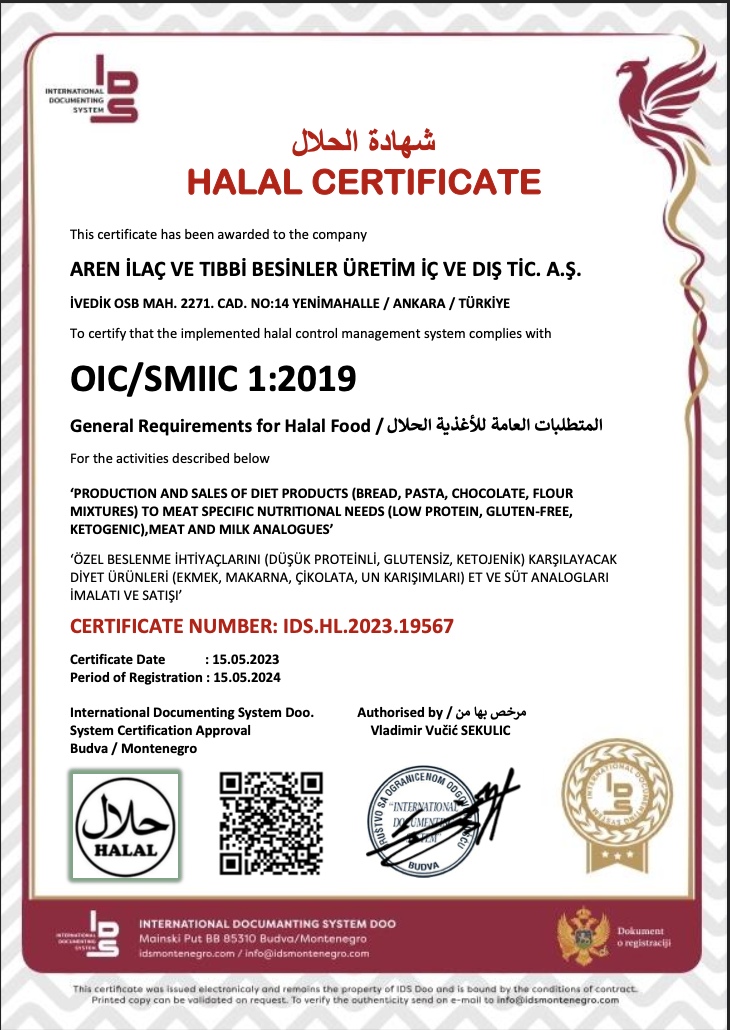 INTERNATIONAL
DOCUMENTING
SYSTEM
IDS
شهادة الحلال
HALAL CERTIFICATE
This certificate has been awarded to the company
AREN İLAÇ VE TIBBİ BESİNLER ÜRETİM İÇ VE DIŞ TİC. A.Ş.
İVEDİK OSB MAH. 2271. CAD. NO:14 YENİMAHALLE / ANKARA / TÜRKİYE
To certify that the implemented halal control management system complies with
OIC/SMIIC 1:2019
General Requirements for Halal Food / المتطلبات العامة للأغذية الحلال
For the activities described below
‘PRODUCTION AND SALES OF DIET PRODUCTS (BREAD, PASTA, CHOCOLATE, FLOUR
MIXTURES) TO MEAT SPECIFIC NUTRITIONAL NEEDS (LOW PROTEIN, GLUTEN-FREE,
KETOGENIC),MEAT AND MILK ANALOGUES’
‘ÖZEL BESLENME İHTİYAÇLARINI (DÜŞÜK PROTEİNLİ, GLUTENSİZ, KETOJENİK) KARŞILAYACAK
DİYET ÜRÜNLERİ (EKMEK, MAKARNA, ÇİKOLATA, UN KARIŞIMLARI) ET VE SÜT ANALOGLARI
İMALATI VE SATIŞI’
CERTIFICATE NUMBER: IDS.HL.2023.19567
Certificate Date : 15.05.2023
Period of Registration : 15.05.2024
International Documenting System Doo.
System Certification Approval
Budva / Montenegro
Authorised by / مرخص بها من
Vladimir Vučić SEKULIC
حلال
HALAL
"INTERNATIONAL
BUDVA
INTERNATIONAL DOCUMENTING SYSTEM
IDS
INTERNATIONAL
DOCUMENTING
SYSTEM
IDS
INTERNATIONAL DOCUMANTING SYSTEM DOO
Mainski Put BB 85310 Budva/Montenegro
idsmontenegro.com / info@idsmontenegro.com
Dokument
o registraciji
This certificate was issued electronicaly and remains the property of IDS Doo and is bound by the conditions of contract.
Printed copy can be validated on request. To verify the authenticity send on e-mail to info@idsmontenegro.com